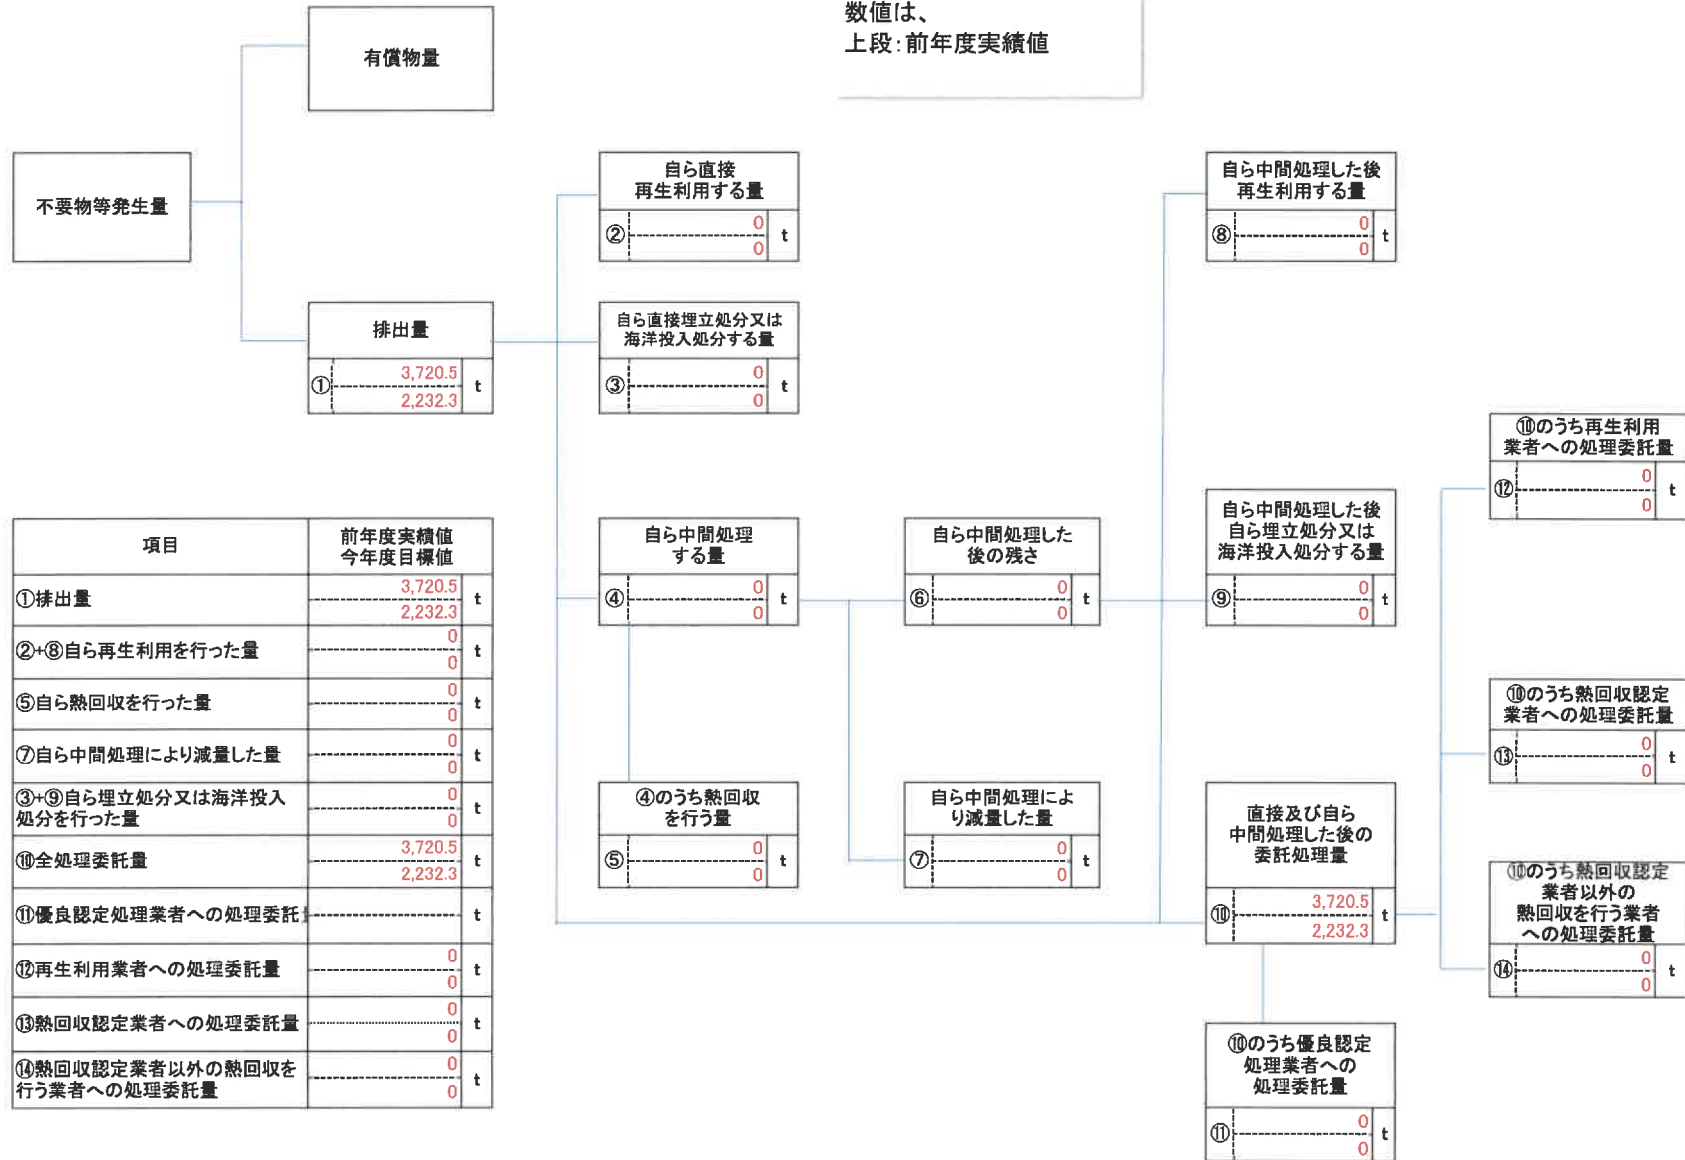 数値は、
上段：前年度実績値
有償物量
不要物等発生量
排出量
① 3,720.5 t
2,232.3
自ら直接
再生利用する量
② 0 t
0
自ら直接埋立処分又は
海洋投入処分する量
③ 0 t
0
自ら中間処理した後
再生利用する量
⑧ 0 t
0
自ら中間処理
する量
④ 0 t
0
自ら中間処理した
後の残さ
⑥ 0 t
0
自ら中間処理した後
自ら埋立処分又は
海洋投入処分する量
⑨ 0 t
0
④のうち熱回収
を行う量
⑤ 0 t
0
自ら中間処理によ
り減量した量
⑦ 0 t
0
直接及び自ら
中間処理した後の
委託処理量
⑩ 3,720.5 t
2,232.3
⑩のうち優良認定
処理業者への
処理委託量
⑪ 0 t
0
⑩のうち再生利用
業者への処理委託量
⑫ 0 t
0
⑩のうち熱回収認定
業者への処理委託量
⑬ 0 t
0
⑩のうち熱回収認定
業者以外の
熱回収を行う業者
への処理委託量
⑭ 0 t
0
項目 前年度実績値
今年度目標値
①排出量 3,720.5 t
2,232.3
②+⑧自ら再生利用を行った量 0 t
0
⑤自ら熱回収を行った量 0 t
0
⑦自ら中間処理により減量した量 0 t
0
③+⑨自ら埋立処分又は海洋投入
処分を行った量 0 t
0
⑩全処理委託量 3,720.5 t
2,232.3
⑪優良認定処理業者への処理委託 t
⑫再生利用業者への処理委託量 0 t
0
⑬熱回収認定業者への処理委託量 0 t
0
⑭熱回収認定業者以外の熱回収を
行う業者への処理委託量 0 t
0